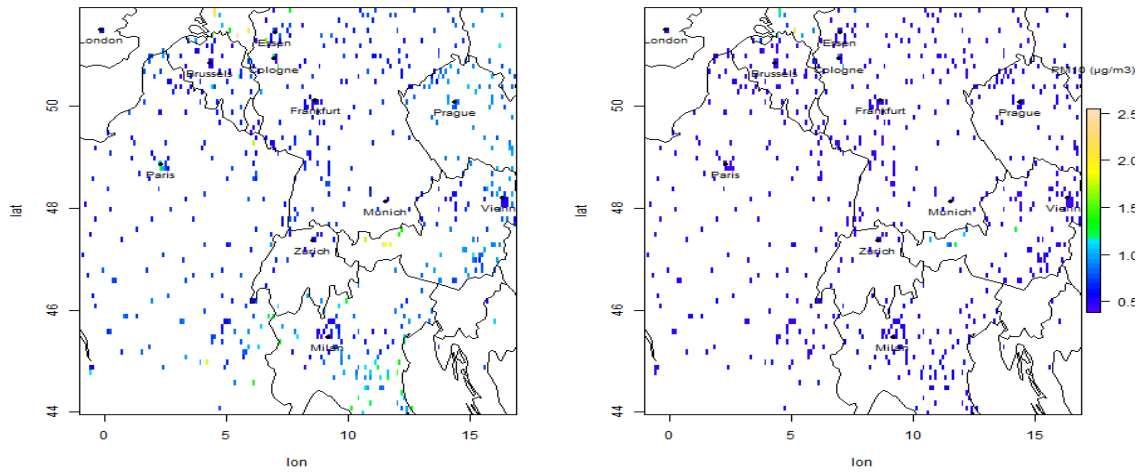 London
Essen
Brussels
Cologne
Frankfurt
Prague
Paris
Munich
Vienn
Zurich
Milan
lat
44 46 48 50
0 5 10 15
lon
London
Essen
Brussels
Cologne
Frankfurt
Prague
Paris
Munich
Vienn
Zurich
Milan
lat
44 46 48 50
0 5 10 15
lon
PM10 (µg/m3)
2.5
2.0
1.5
1.0
0.5